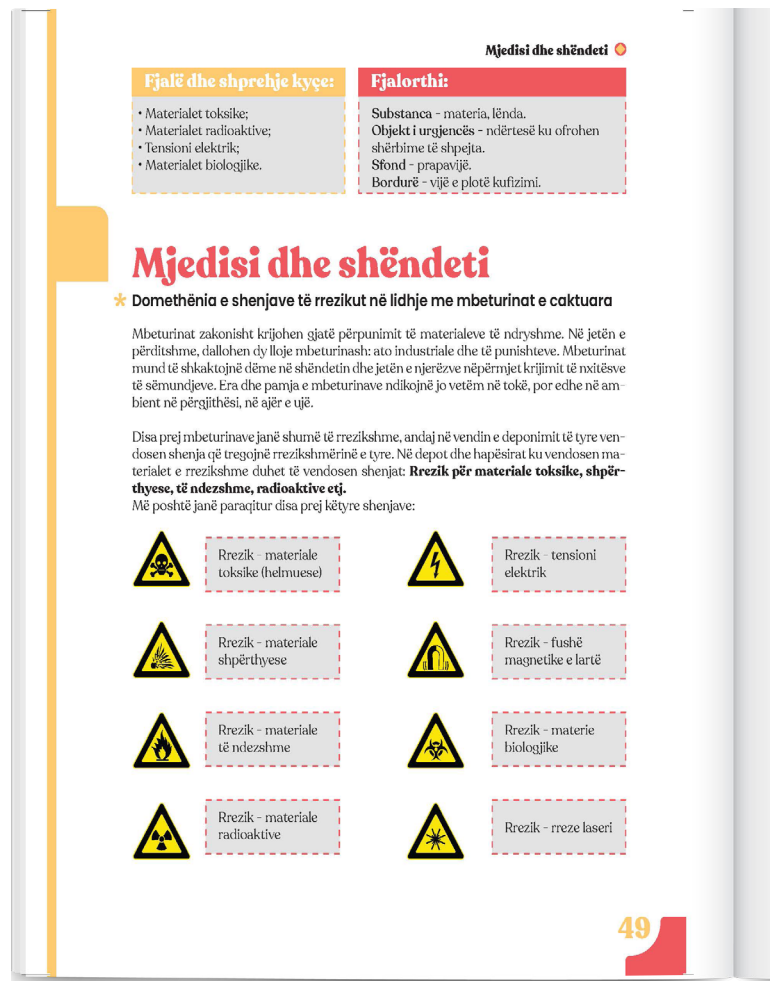 Mjedisi dhe shëndeti
Fjalë dhe shprehje kyçe:
• Materialet toksike;
• Materialet radioaktive;
• Tensioni elektrik;
• Materialet biologjike.
Fjalorthi:
Substanca - materia, lënda.
Objekt i urgjencës - ndërtesë ku ofrohen
shërbime të shpejta.
Sfond - prapavijë.
Bordurë - vijë e plotë kufizimi.
Mjedisi dhe shëndeti
* Domethënia e shenjave të rrezikut në lidhje me mbeturinat e caktuara
Mbeturinat zakonisht krijohen gjatë përpunimit të materialeve të ndryshme. Në jetën e
përditshme, dallohen dy lloje mbeturinash: ato industriale dhe të punishteve. Mbeturinat
mund të shkaktojnë dëme në shëndetin dhe jetën e njerëzve nëpërmjet krijimit të nxitësve
të sëmundjeve. Era dhe pamja e mbeturinave ndikojnë jo vetëm në tokë, por edhe në am-
bient në përgjithësi, në ajër e ujë.
Disa prej mbeturinave janë shumë të rrezikshme, andaj në vendin e deponimit të tyre ven-
dosen shenja që tregojnë rrezikshmërinë e tyre. Në depot dhe hapësirat ku vendosen ma-
terialet e rrezikshme duhet të vendosen shenjat: Rrezik për materiale toksike, shpër-
thyese, të ndezshme, radioaktive etj.
Më poshtë janë paraqitur disa prej këtyre shenjave:
Rrezik - materiale
toksike (helmuese)
Rrezik - tensioni
elektrik
Rrezik - materiale
shpërthyese
Rrezik - fushë
magnetike e lartë
Rrezik - materiale
të ndezshme
Rrezik - materie
biologjike
Rrezik - materiale
radioaktive
Rrezik - rreze laseri
49